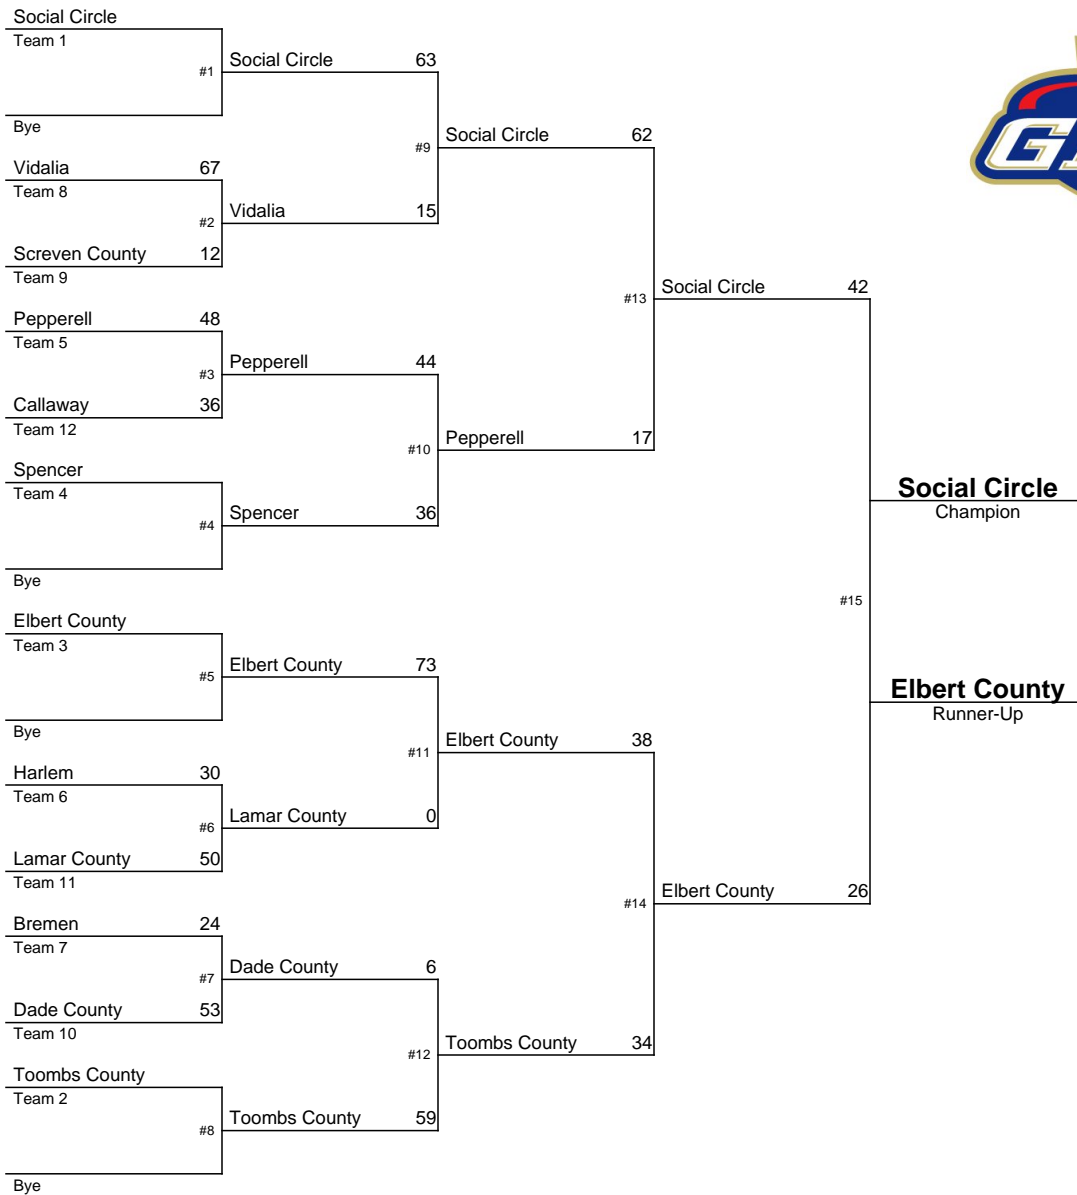 Social Circle
Team 1
#1
Social Circle 63
Bye
#9
Social Circle 62
Vidalia 67
Team 8
#2
Vidalia 15
Screven County 12
Team 9
#13
Social Circle 42
Pepperell 48
Team 5
#3
Pepperell 44
Callaway 36
Team 12
#10
Pepperell 17
Spencer
Team 4
#4
Spencer 36
Bye
Social Circle
Champion
#15
Elbert County
Team 3
#5
Elbert County 73
Bye
Elbert County
Runner-Up
#11
Elbert County 38
Harlem 30
Team 6
#6
Lamar County 0
Lamar County 50
Team 11
#14
Elbert County 26
Bremen 24
Team 7
#7
Dade County 6
Dade County 53
Team 10
#12
Toombs County 34
Toombs County
Team 2
#8
Toombs County 59
Bye